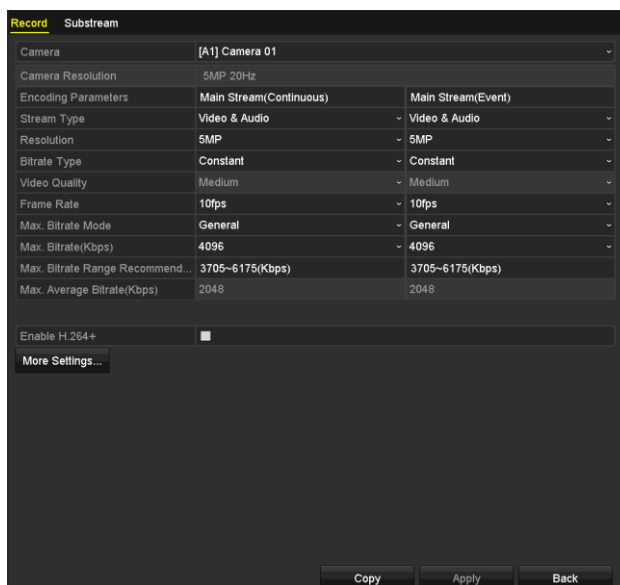 Record Substream
Camera [A1] Camera 01
Camera Resolution 5MP 20Hz
Encoding Parameters Main Stream(Continuous) Main Stream(Event)
Stream Type Video & Audio Video & Audio
Resolution 5MP 5MP
Bitrate Type Constant Constant
Video Quality Medium Medium
Frame Rate 10fps 10fps
Max. Bitrate Mode General General
Max. Bitrate(Kbps) 4096 4096
Max. Bitrate Range Recommend... 3705~6175(Kbps) 3705~6175(Kbps)
Max. Average Bitrate(Kbps) 2048 2048
Enable H.264+
More Settings...
Copy Apply Back